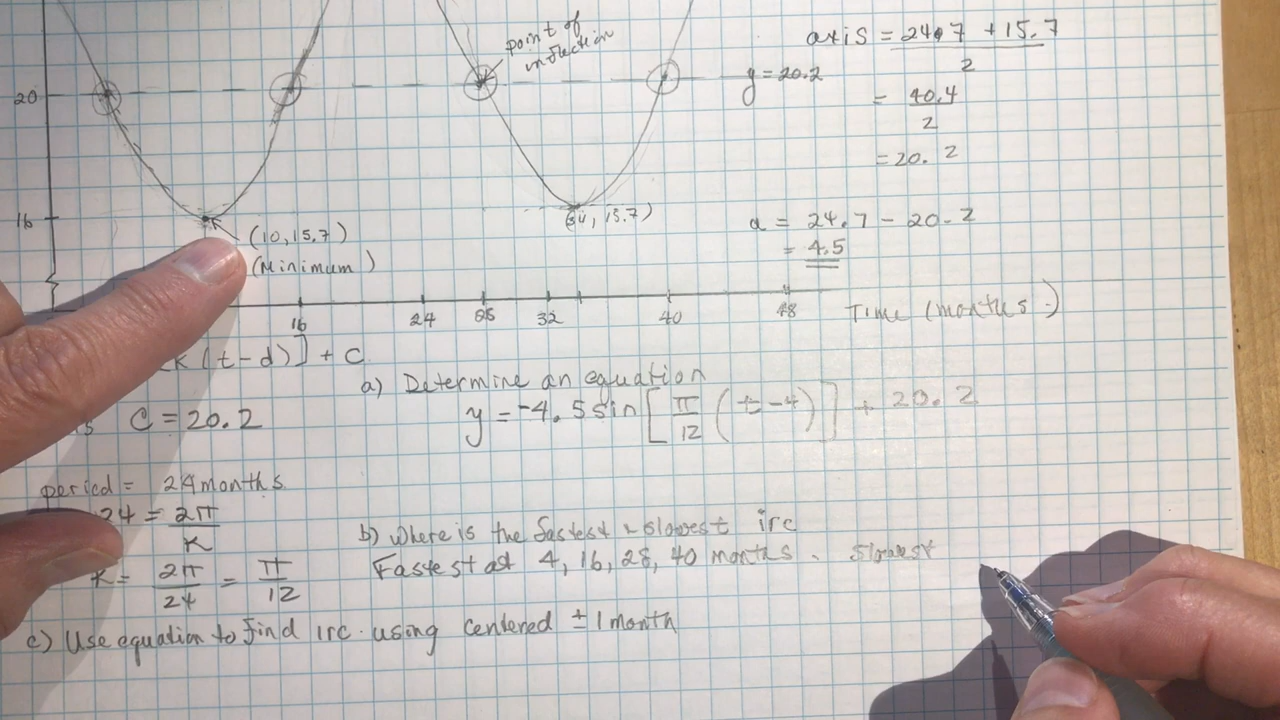 point of
inflection
axis = 24.7 + 15.7
2
y = 20.2
= 40.4
2
= 20.2
20
16
(10, 15.7)
(Minimum)
(34, 15.7)
a = 24.7 - 20.2
= 4.5
16 24 28 32 40 48 Time (months)
k(t-d)] + C
a) Determine an equation
y = -4.5 sin [π/12 (t-4)] + 20.2
is C = 20.2
period = 24 months
24 = 2π/K
K = 2π/24 = π/12
b) Where is the fastest & slowest irc
Fastest at 4, 16, 28, 40 months. Slowest
c) Use equation to find irc. using centered ± 1 month